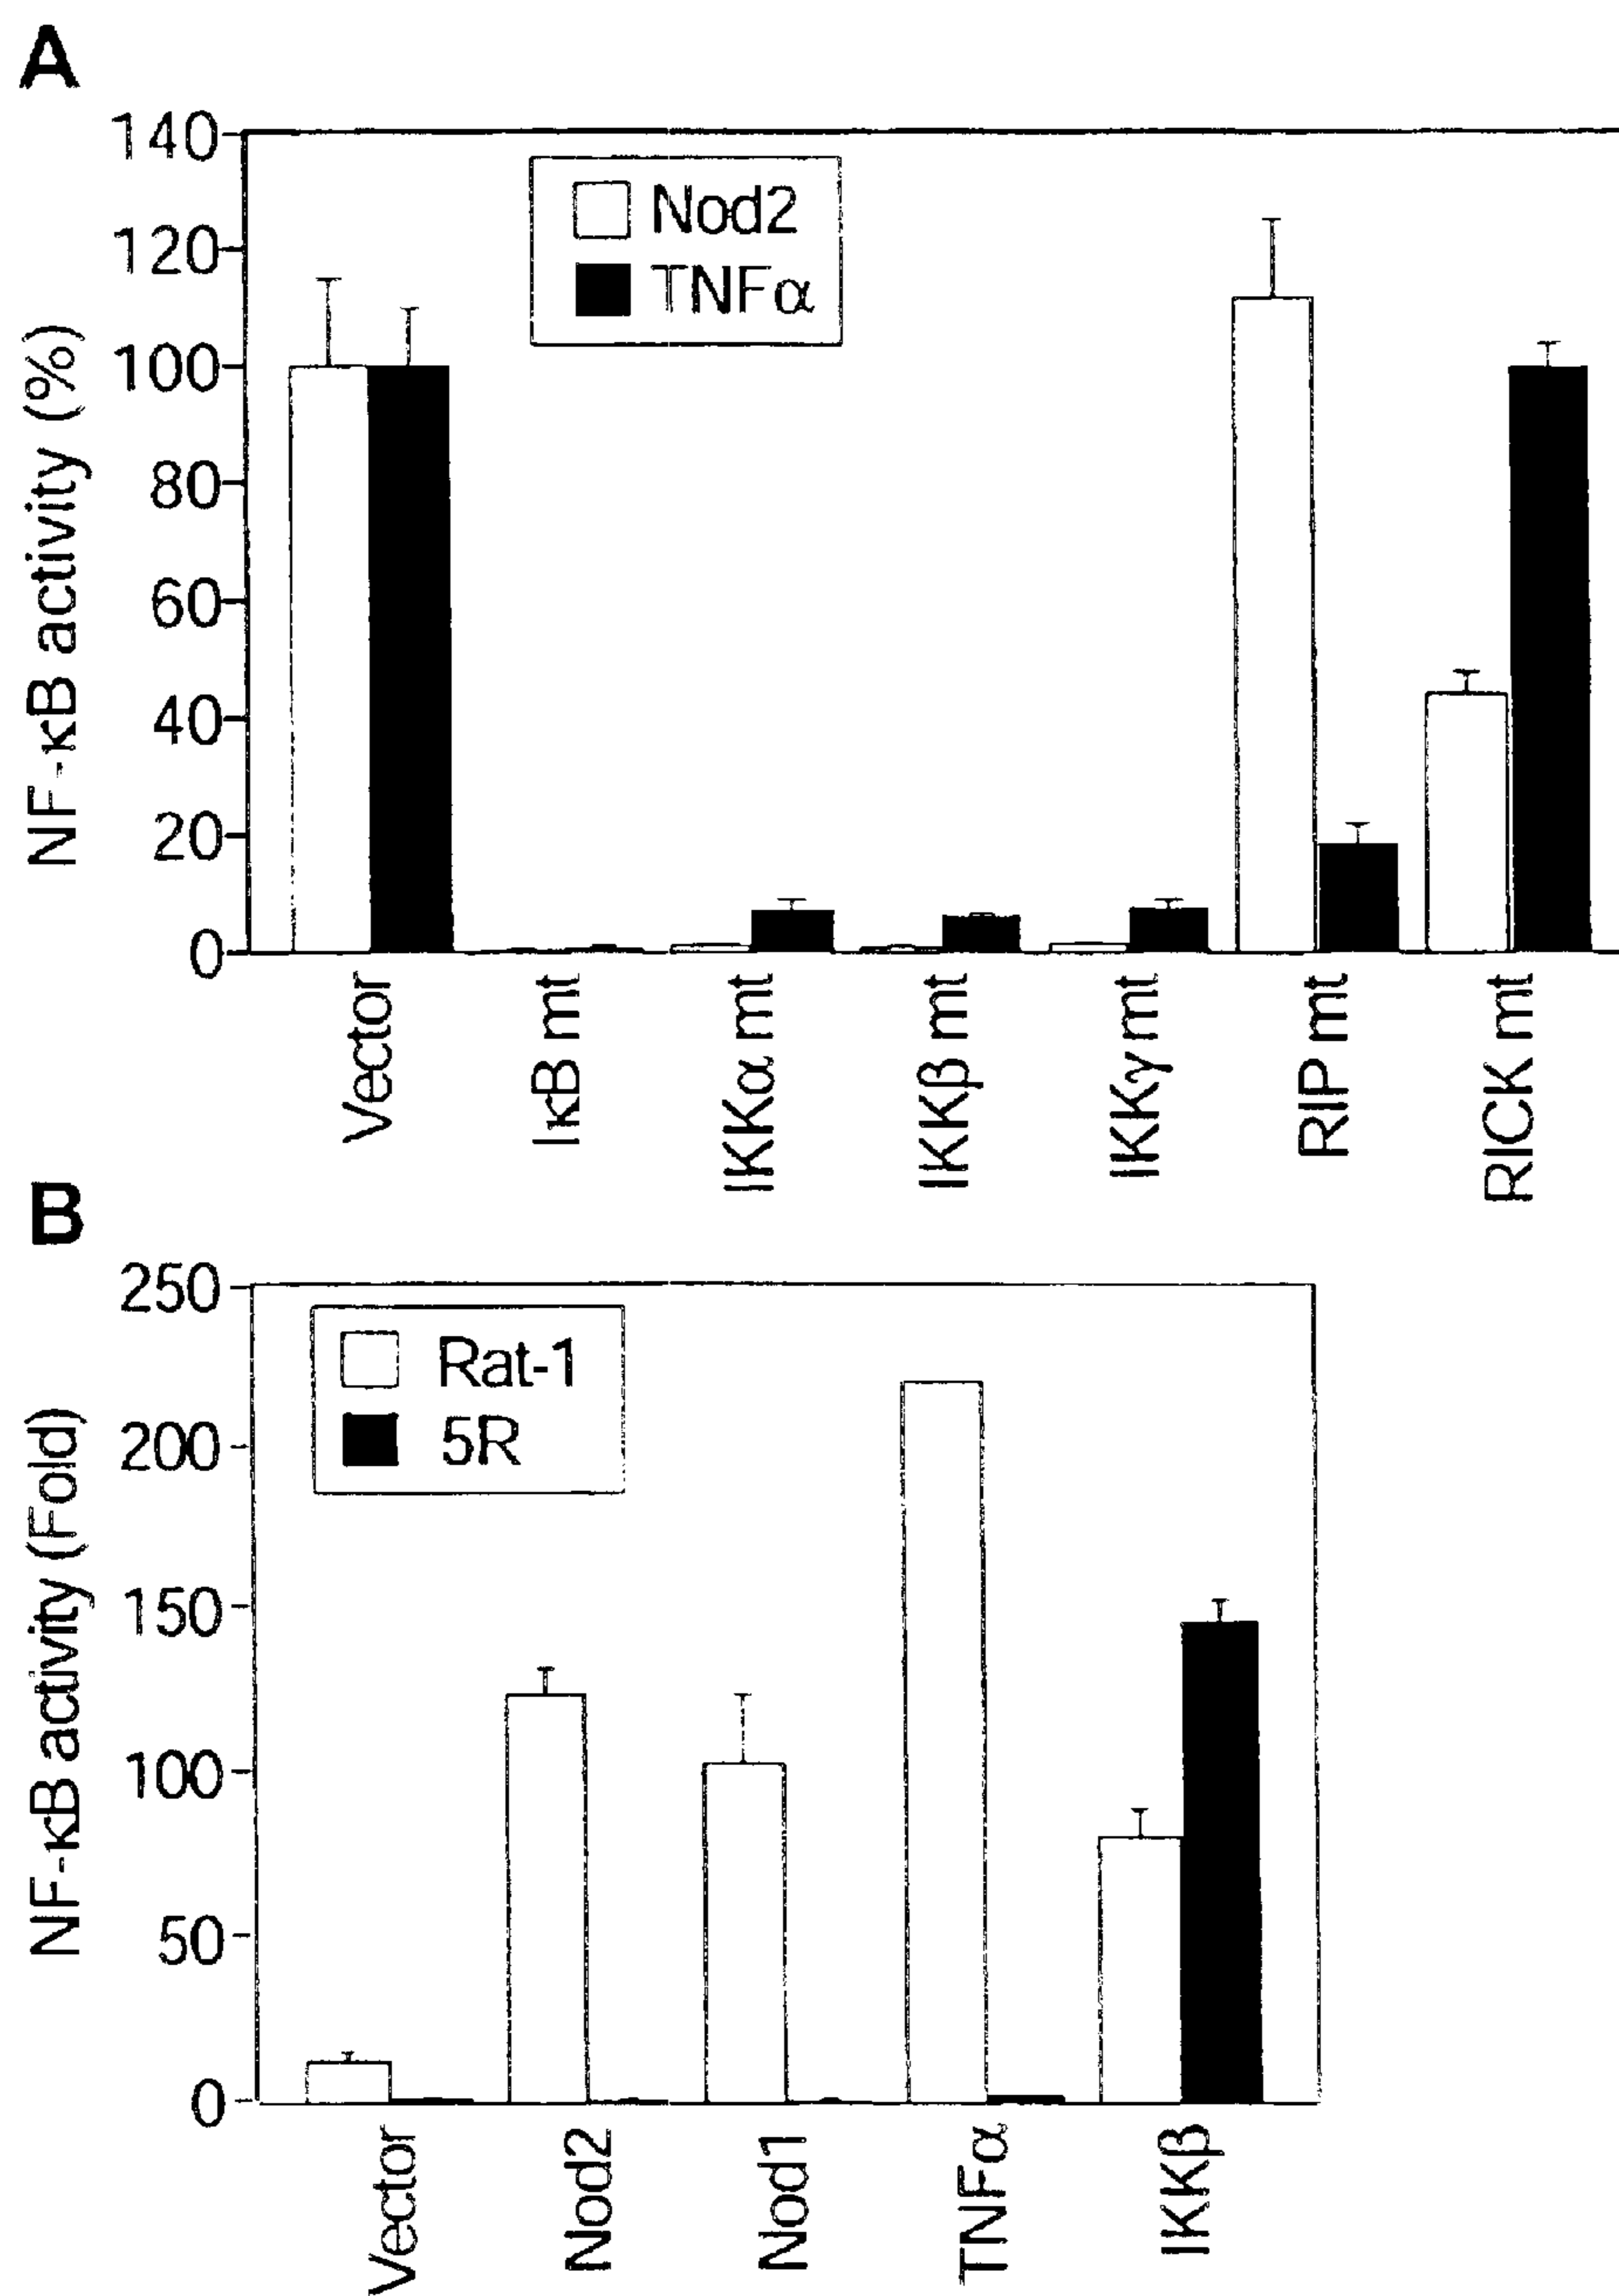 A
NF-κB activity (%)
140
120
100
80
60
40
20
0
Nod2
TNFα
Vector
IκB mt
IKKα mt
IKKβ mt
IKKγ mt
RIP mt
RICK mt
B
NF-κB activity (Fold)
250
200
150
100
50
0
Rat-1
5R
Vector
Nod2
Nod1
TNFα
IKKβ